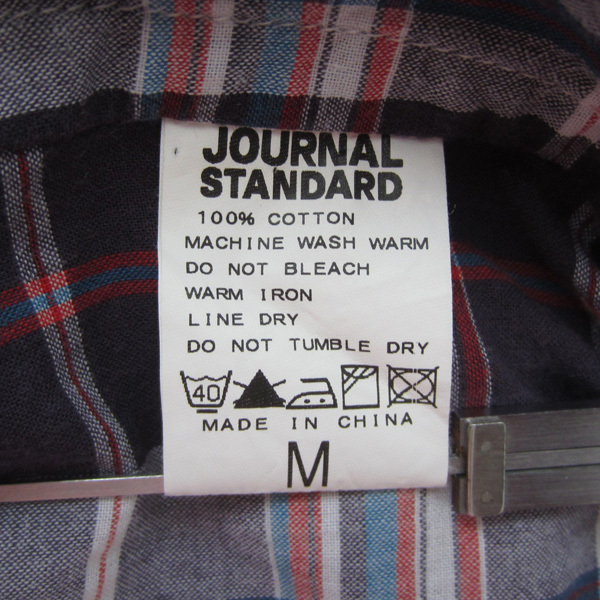 JOURNAL
STANDARD
100% COTTON
MACHINE WASH WARM
DO NOT BLEACH
WARM IRON
LINE DRY
DO NOT TUMBLE DRY
40
MADE IN CHINA
M